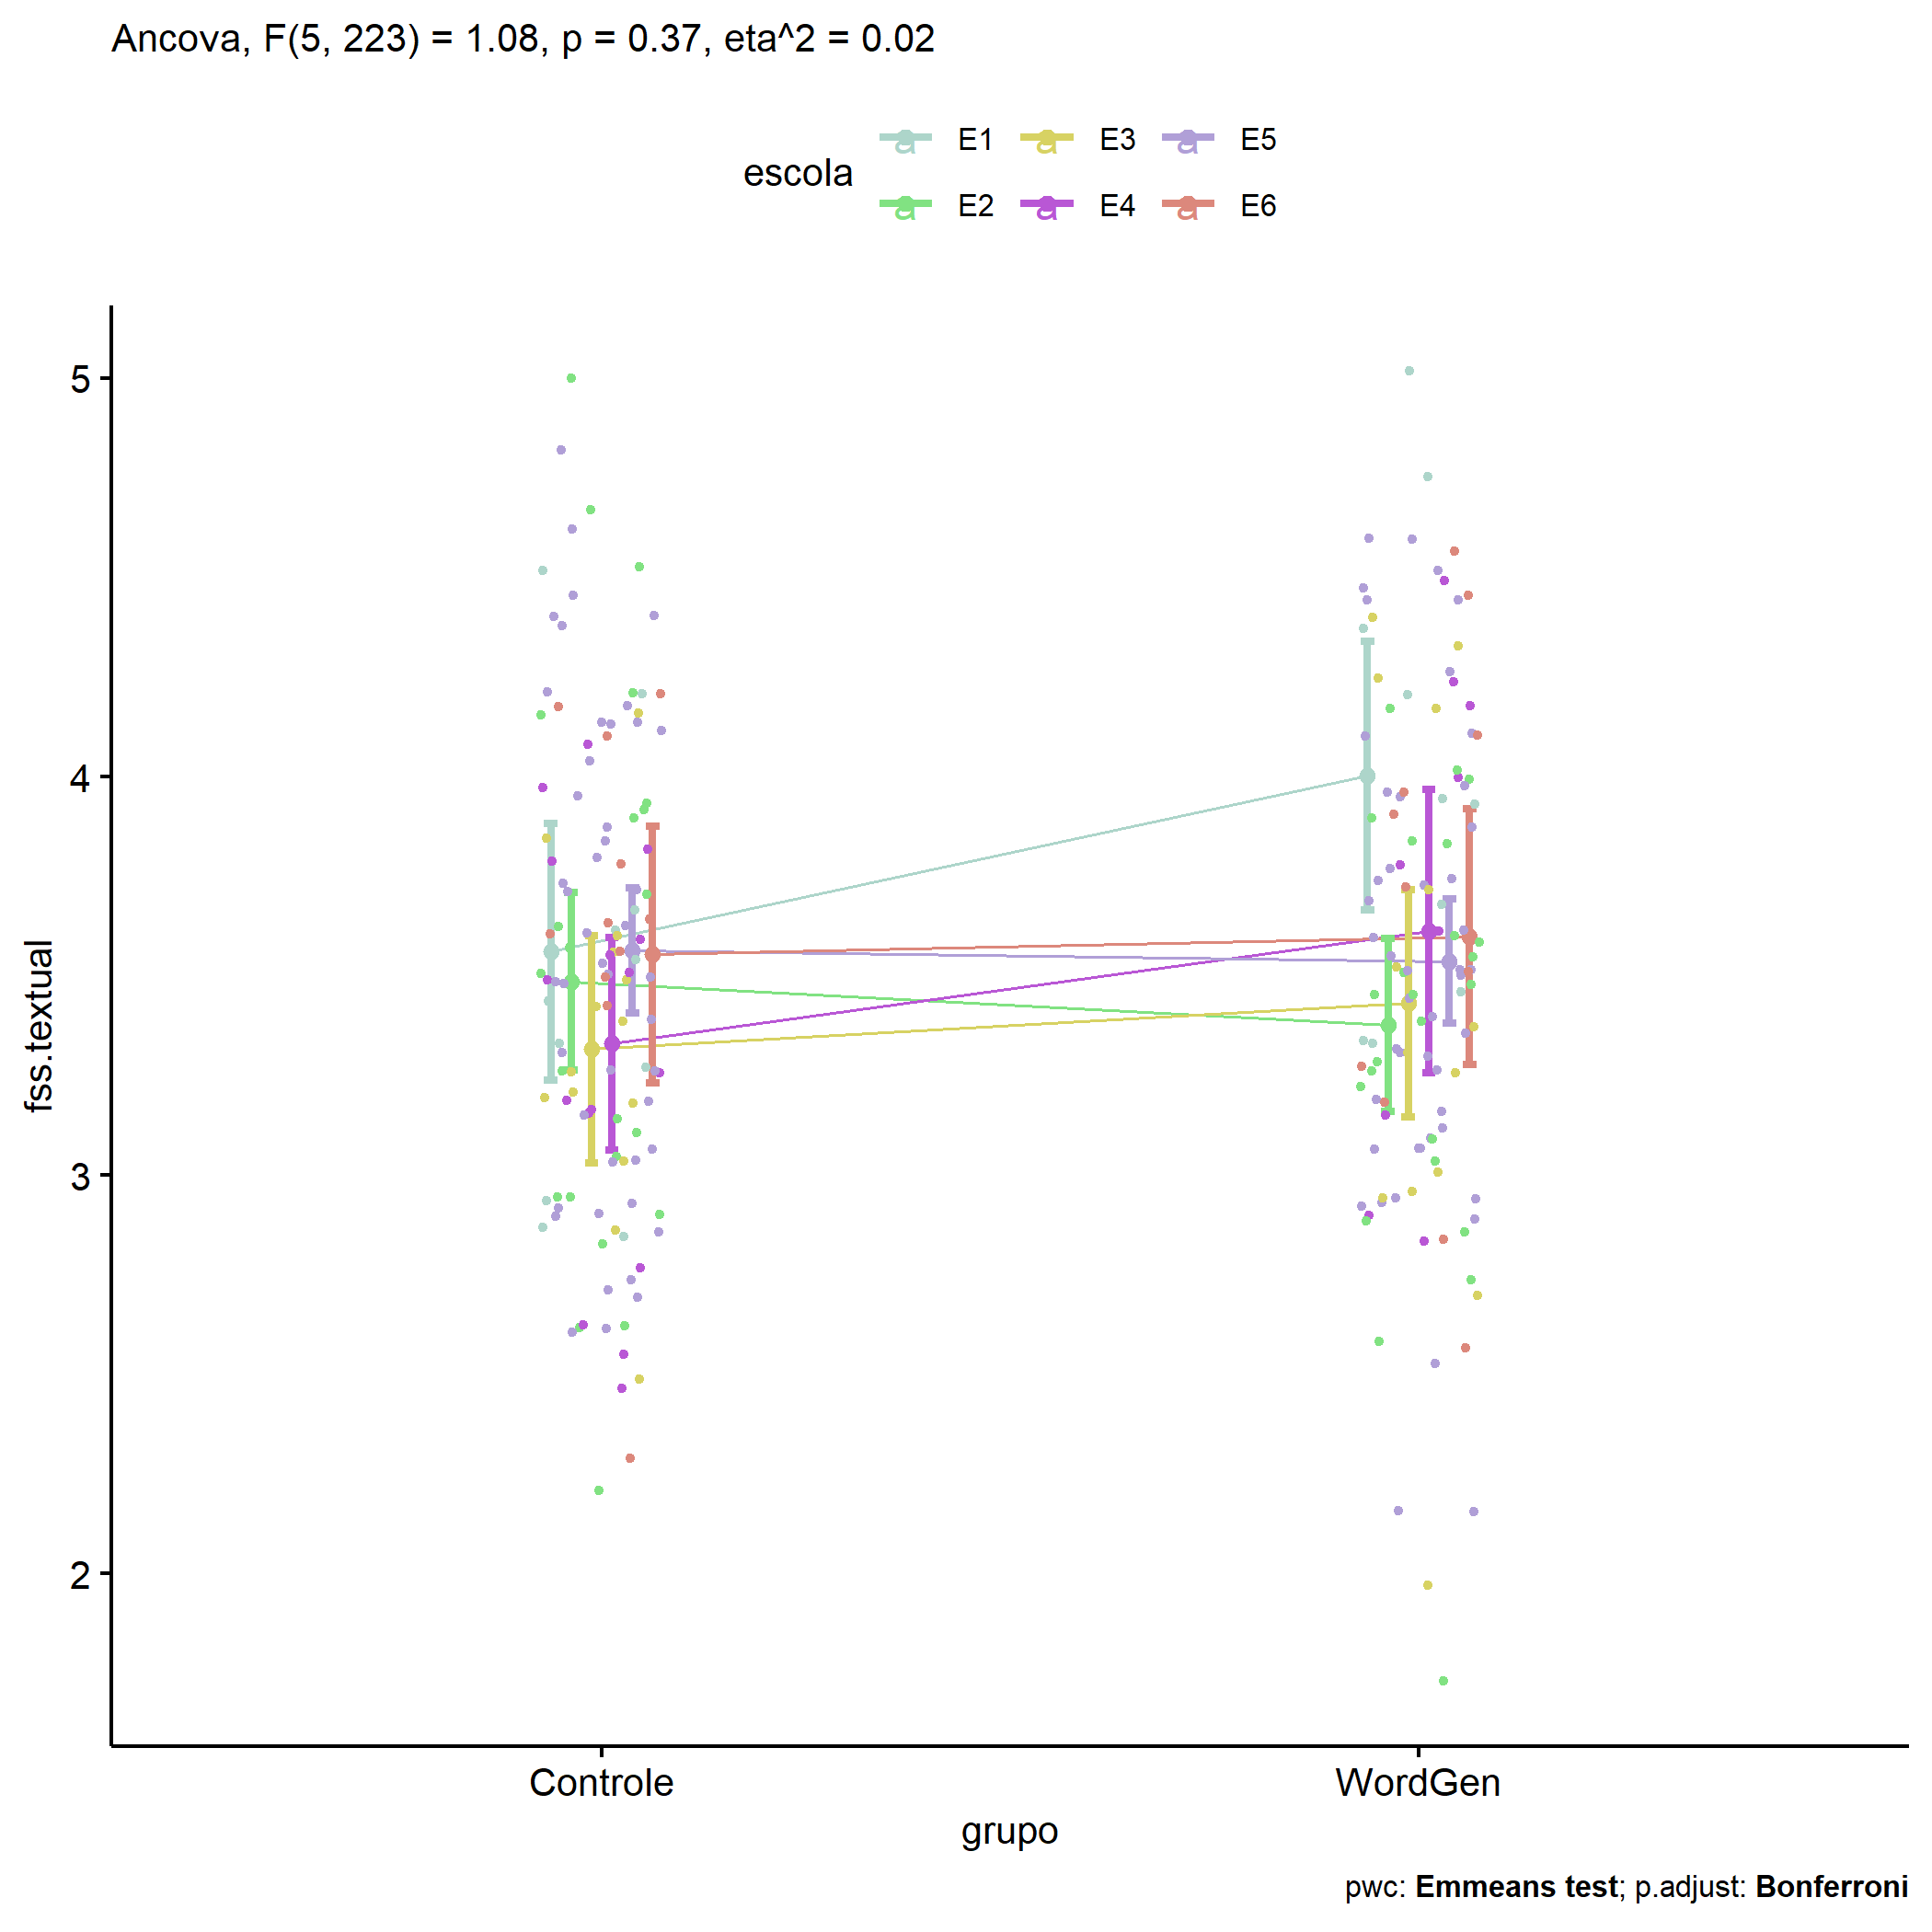 Ancova, F(5, 223) = 1.08, p = 0.37, eta^2 = 0.02
escola
a E1 a E3 a E5
a E2 a E4 a E6
5
4
3
2
fss.textual
Controle WordGen
grupo
pwc: Emmeans test; p.adjust: Bonferroni